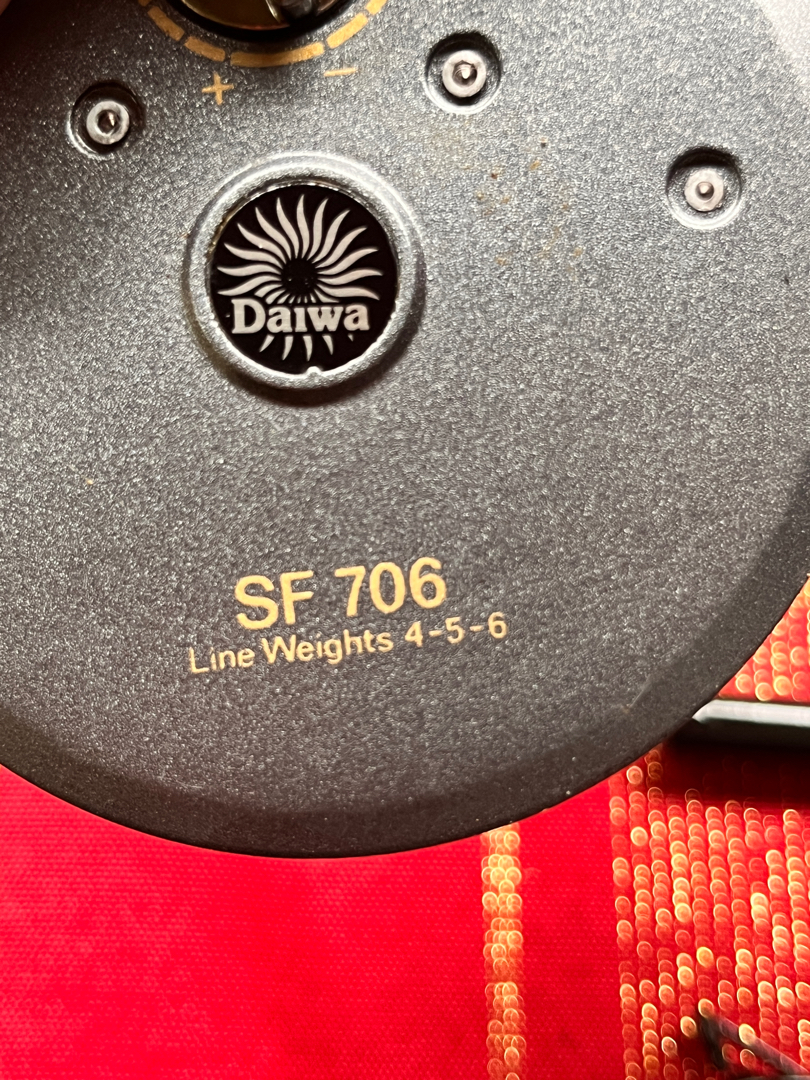 + −
Daiwa
SF 706
Line Weights 4-5-6